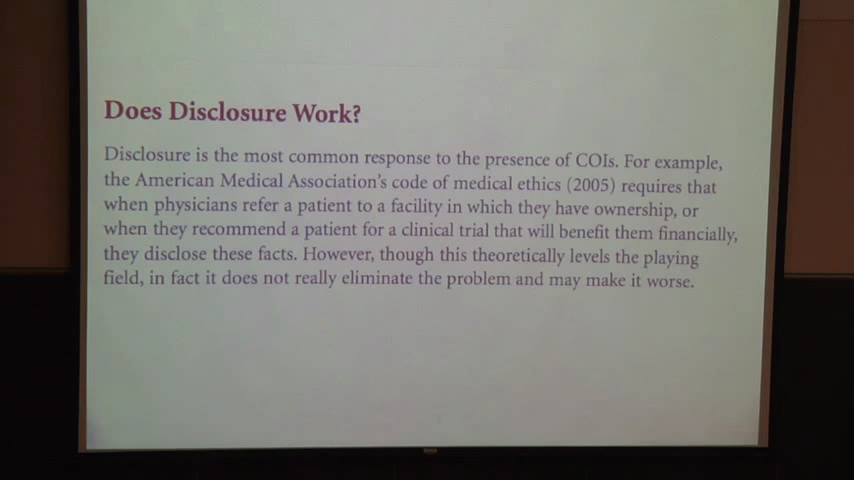 Does Disclosure Work?
Disclosure is the most common response to the presence of COIs. For example,
the American Medical Association's code of medical ethics (2005) requires that
when physicians refer a patient to a facility in which they have ownership, or
when they recommend a patient for a clinical trial that will benefit them financially,
they disclose these facts. However, though this theoretically levels the playing
field, in fact it does not really eliminate the problem and may make it worse.